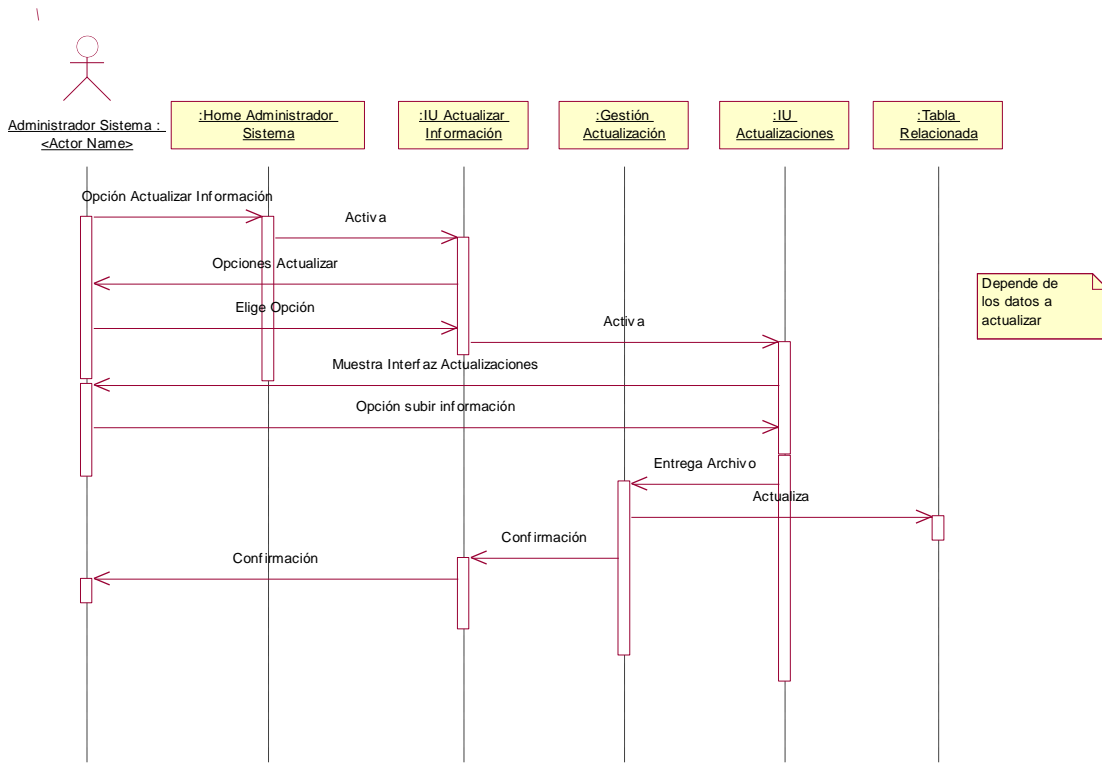 Administrador Sistema :
<Actor Name>
:Home Administrador
Sistema
:IU Actualizar
Información
:Gestión
Actualización
:IU
Actualizaciones
:Tabla
Relacionada
Opción Actualizar Información
Activa
Opciones Actualizar
Elige Opción
Activa
Muestra Interfaz Actualizaciones
Opción subir información
Entrega Archivo
Actualiza
Confirmación
Confirmación
Depende de
los datos a
actualizar